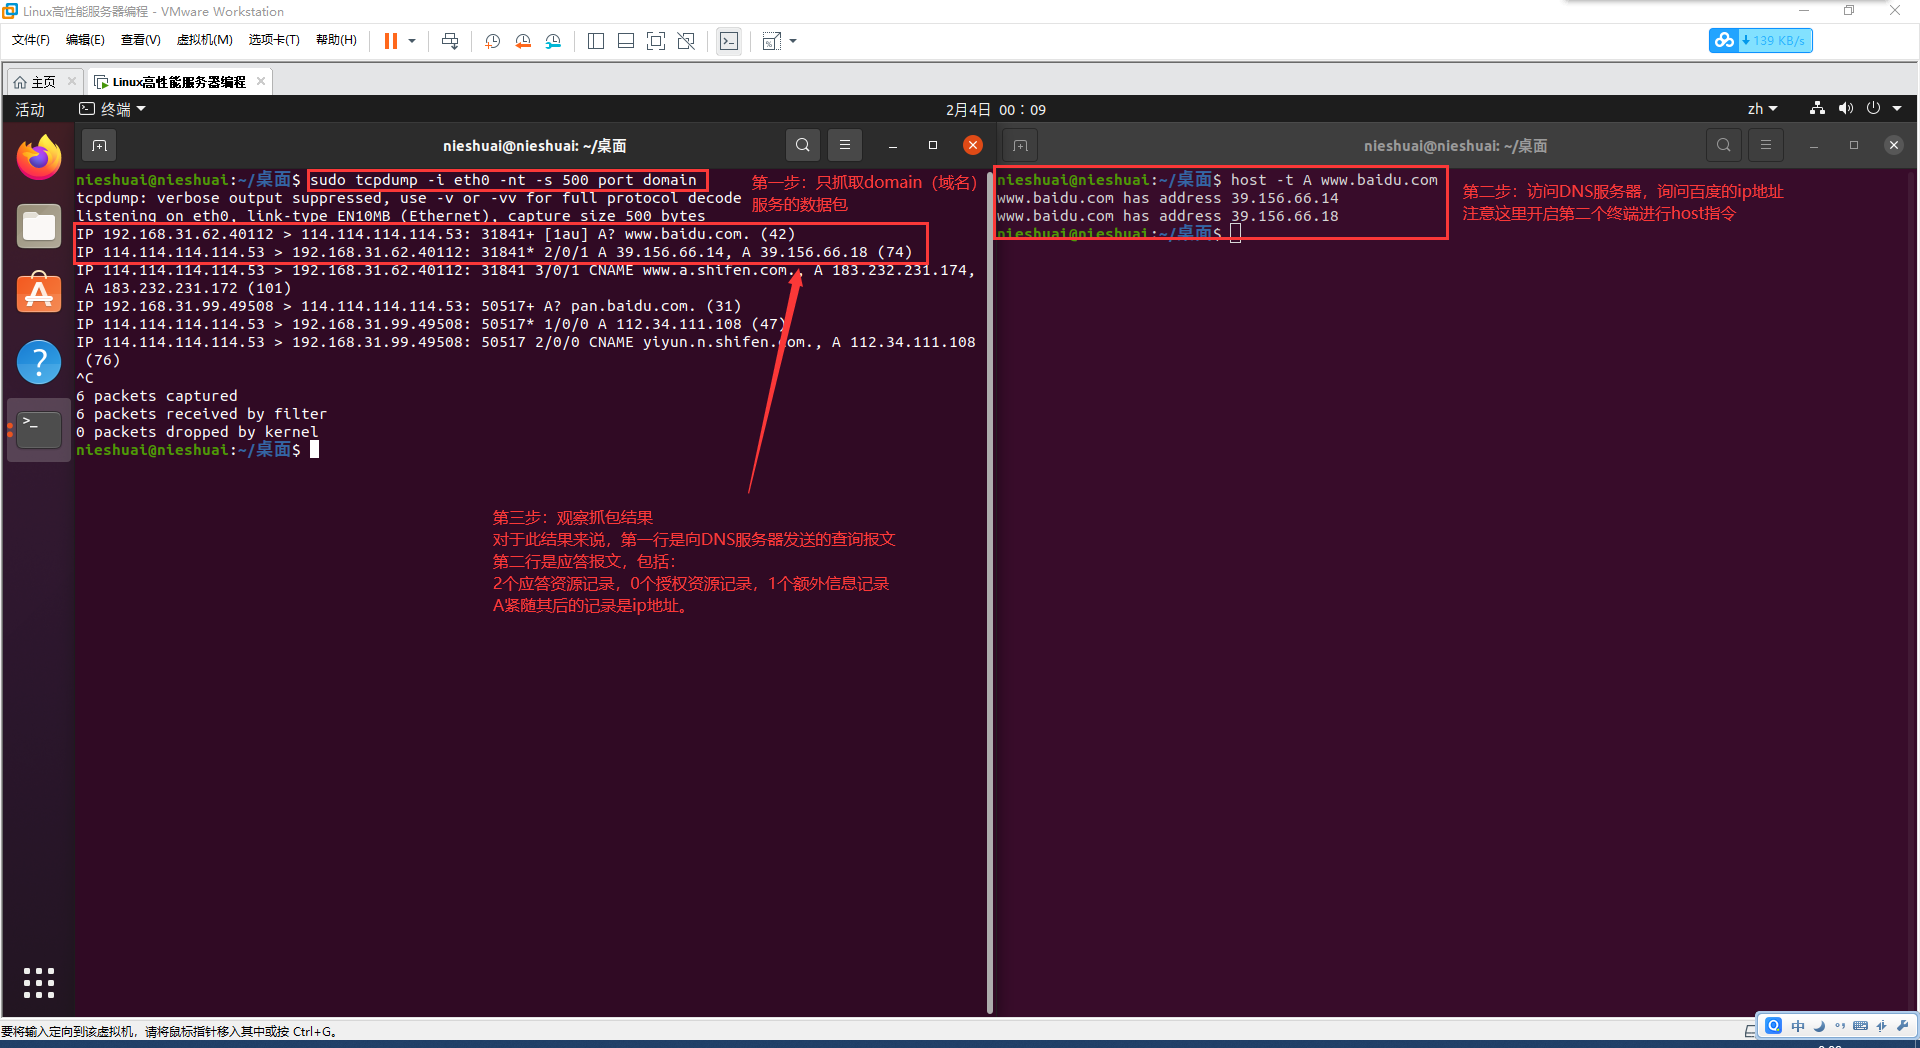 Linux高性能服务器编程 - VMware Workstation
文件(F) 编辑(E) 查看(V) 虚拟机(M) 选项卡(T) 帮助(H)
139 KB/s
主页 Linux高性能服务器编程
活动 终端 2月4日 00：09 zh
nieshuai@nieshuai: ~/桌面
nieshuai@nieshuai:~/桌面$ sudo tcpdump -i eth0 -nt -s 500 port domain
tcpdump: verbose output suppressed, use -v or -vv for full protocol decode
listening on eth0, link-type EN10MB (Ethernet), capture size 500 bytes
IP 192.168.31.62.40112 > 114.114.114.114.53: 31841+ [1au] A? www.baidu.com. (42)
IP 114.114.114.114.53 > 192.168.31.62.40112: 31841* 2/0/1 A 39.156.66.14, A 39.156.66.18 (74)
IP 114.114.114.114.53 > 192.168.31.62.40112: 31841 3/0/1 CNAME www.a.shifen.com., A 183.232.231.174,
A 183.232.231.172 (101)
IP 192.168.31.99.49508 > 114.114.114.114.53: 50517+ A? pan.baidu.com. (31)
IP 114.114.114.114.53 > 192.168.31.99.49508: 50517* 1/0/0 A 112.34.111.108 (47)
IP 114.114.114.114.53 > 192.168.31.99.49508: 50517 2/0/0 CNAME yiyun.n.shifen.com., A 112.34.111.108
(76)
^C
6 packets captured
6 packets received by filter
0 packets dropped by kernel
nieshuai@nieshuai:~/桌面$
第一步：只抓取domain（域名）
服务的数据包
第三步：观察抓包结果
对于此结果来说，第一行是向DNS服务器发送的查询报文
第二行是应答报文，包括：
2个应答资源记录，0个授权资源记录，1个额外信息记录
A紧随其后的记录是ip地址。
nieshuai@nieshuai: ~/桌面
nieshuai@nieshuai:~/桌面$ host -t A www.baidu.com
www.baidu.com has address 39.156.66.14
www.baidu.com has address 39.156.66.18
nieshuai@nieshuai:~/桌面$
第二步：访问DNS服务器，询问百度的ip地址
注意这里开启第二个终端进行host指令
要将输入定向到该虚拟机，请将鼠标指针移入其中或按 Ctrl+G。
中